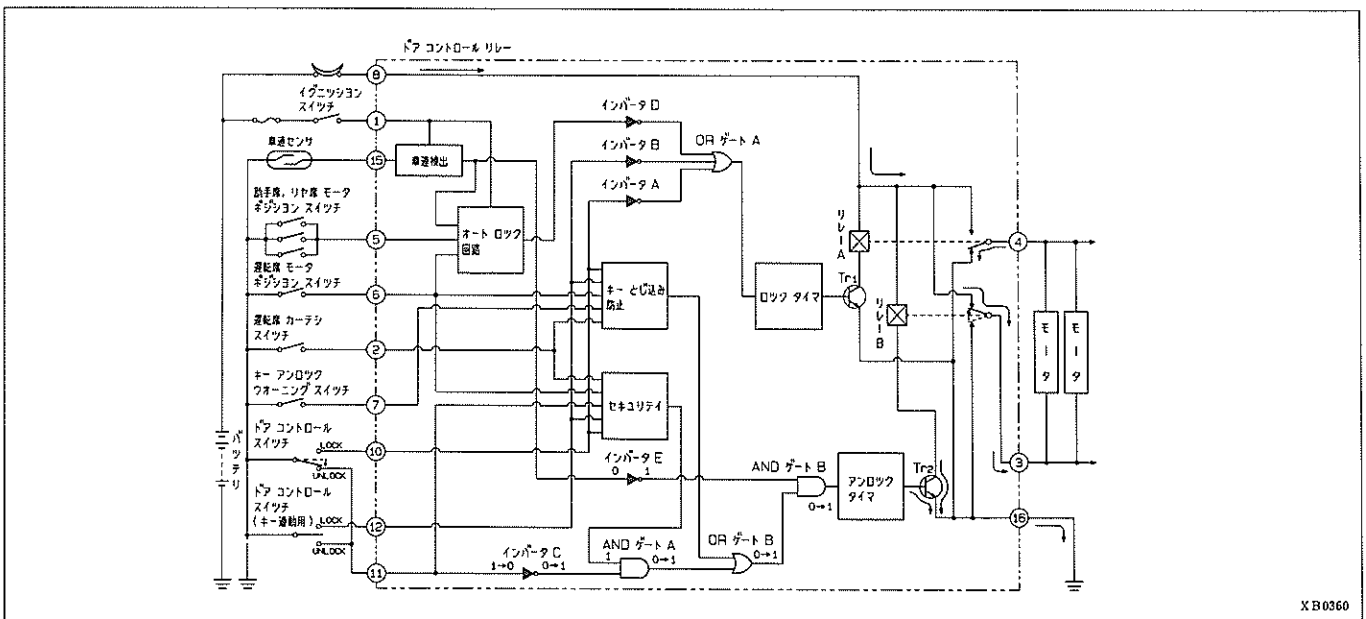 ドア コントロール リレー
8
イグニッション
スイッチ
1
車速センサ
15
車速検出
助手席, リヤ席 モータ
ポジション スイッチ
5
オート ロック
回路
運転席 モータ
ポジション スイッチ
6
運転席 カーテシ
スイッチ
2
キー アンロック
ウオーニング スイッチ
7
ドア コントロール
スイッチ
LOCK
10
UNLOCK
ドア コントロール
スイッチ
(キー連動用)
LOCK
12
UNLOCK
11
バッテリ
インバータ D
インバータ B
インバータ A
OR ゲート A
キー とじ込み
防止
セキュリテイ
ロック タイマ
Tr1
リレーA
リレーB
インバータ E
0 1
AND ゲート B
0→1
アンロック
タイマ
Tr2
インバータ C
1→0 0→1
AND ゲート A
1 0→1
OR ゲート B
0→1
4
モータ
モータ
3
16
XB0360